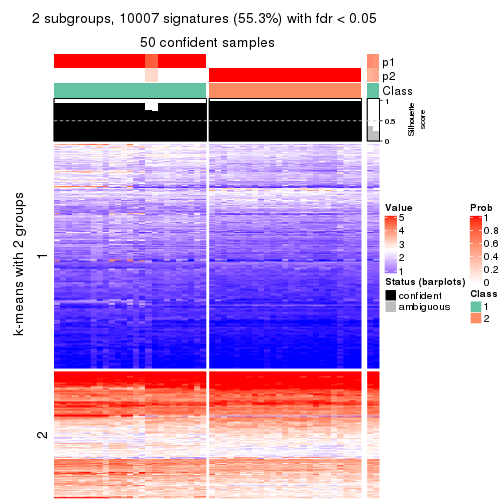 2 subgroups, 10007 signatures (55.3%) with fdr < 0.05
50 confident samples
p1
p2
Class
1
0.5
0
Silhouette
score
k-means with 2 groups
1
2
Value
5
4
3
2
1
Status (barplots)
confident
ambiguous
Prob
1
0.8
0.6
0.4
0.2
0
Class
1
2